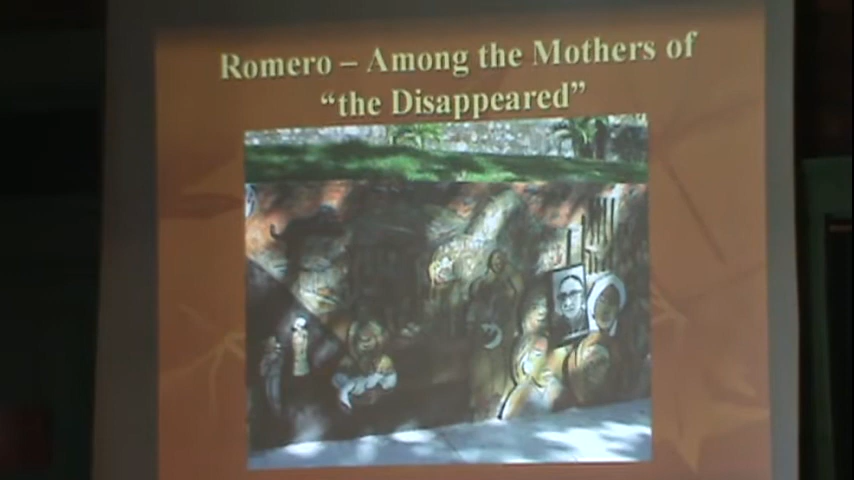 Romero – Among the Mothers of
“the Disappeared”